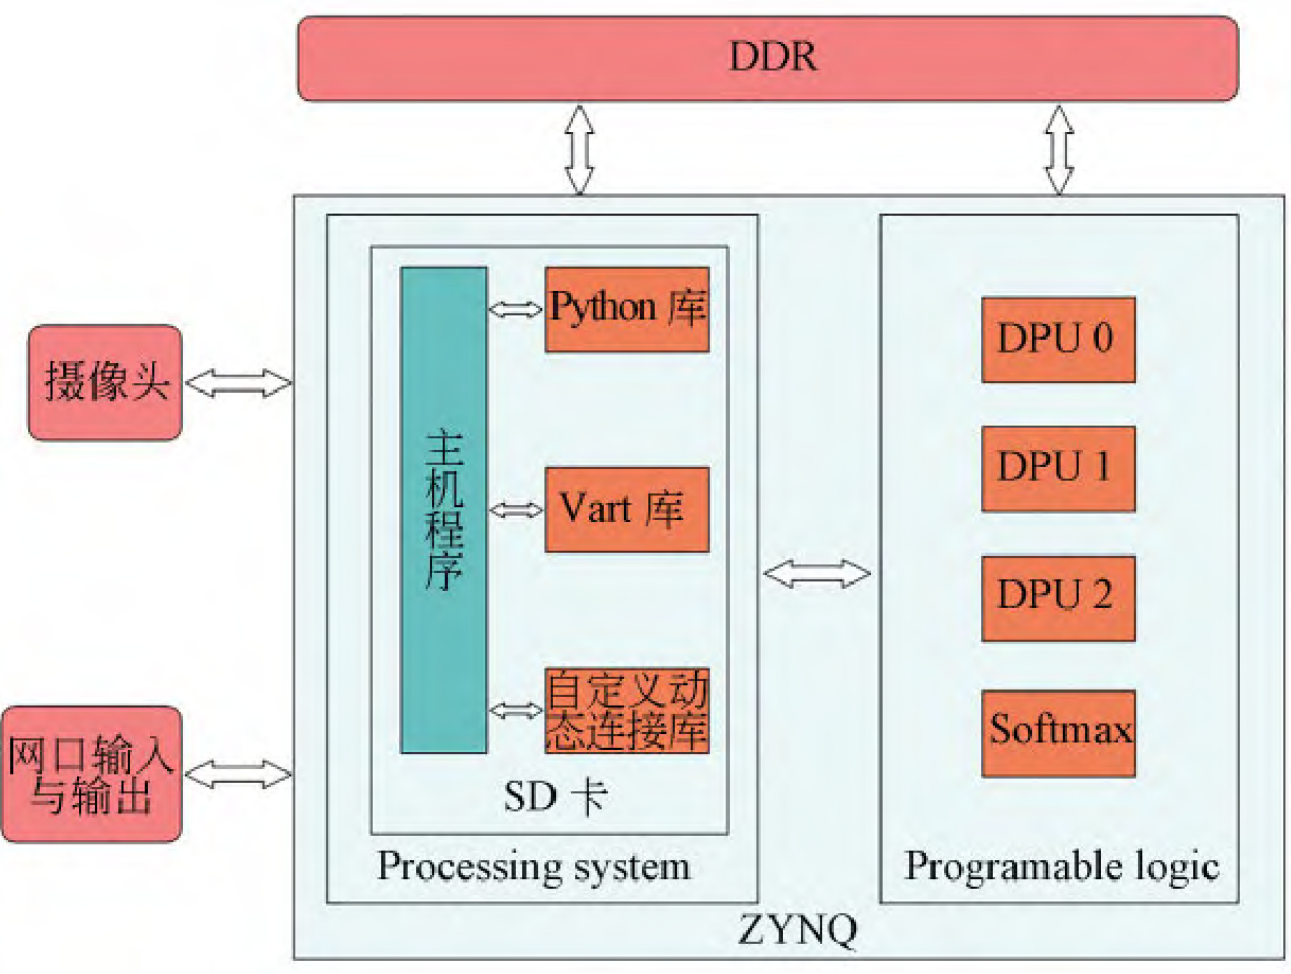 DDR
摄像头
网口输入
与输出
主机程序
Python 库
Vart 库
自定义动
态连接库
SD 卡
Processing system
DPU 0
DPU 1
DPU 2
Softmax
Programable logic
ZYNQ